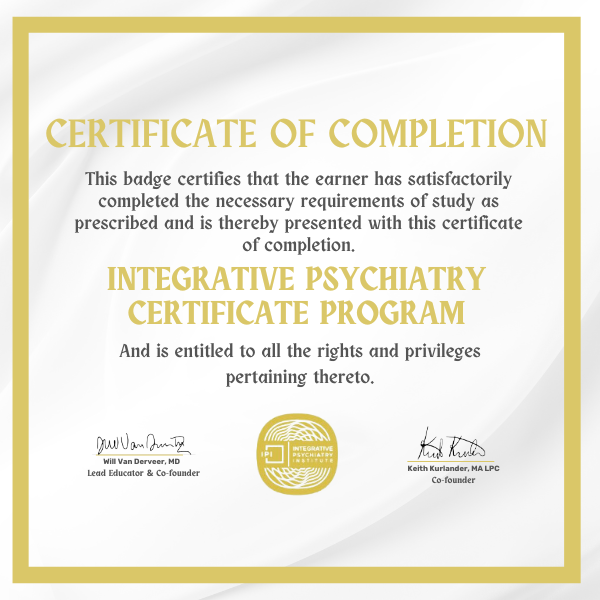 CERTIFICATE OF COMPLETION
This badge certifies that the earner has satisfactorily
completed the necessary requirements of study as
prescribed and is thereby presented with this certificate
of completion.
INTEGRATIVE PSYCHIATRY
CERTIFICATE PROGRAM
And is entitled to all the rights and privileges
pertaining thereto.
IPI
INTEGRATIVE
PSYCHIATRY
INSTITUTE
Will Van Derveer, MD
Lead Educator & Co-founder
Keith Kurlander, MA LPC
Co-founder